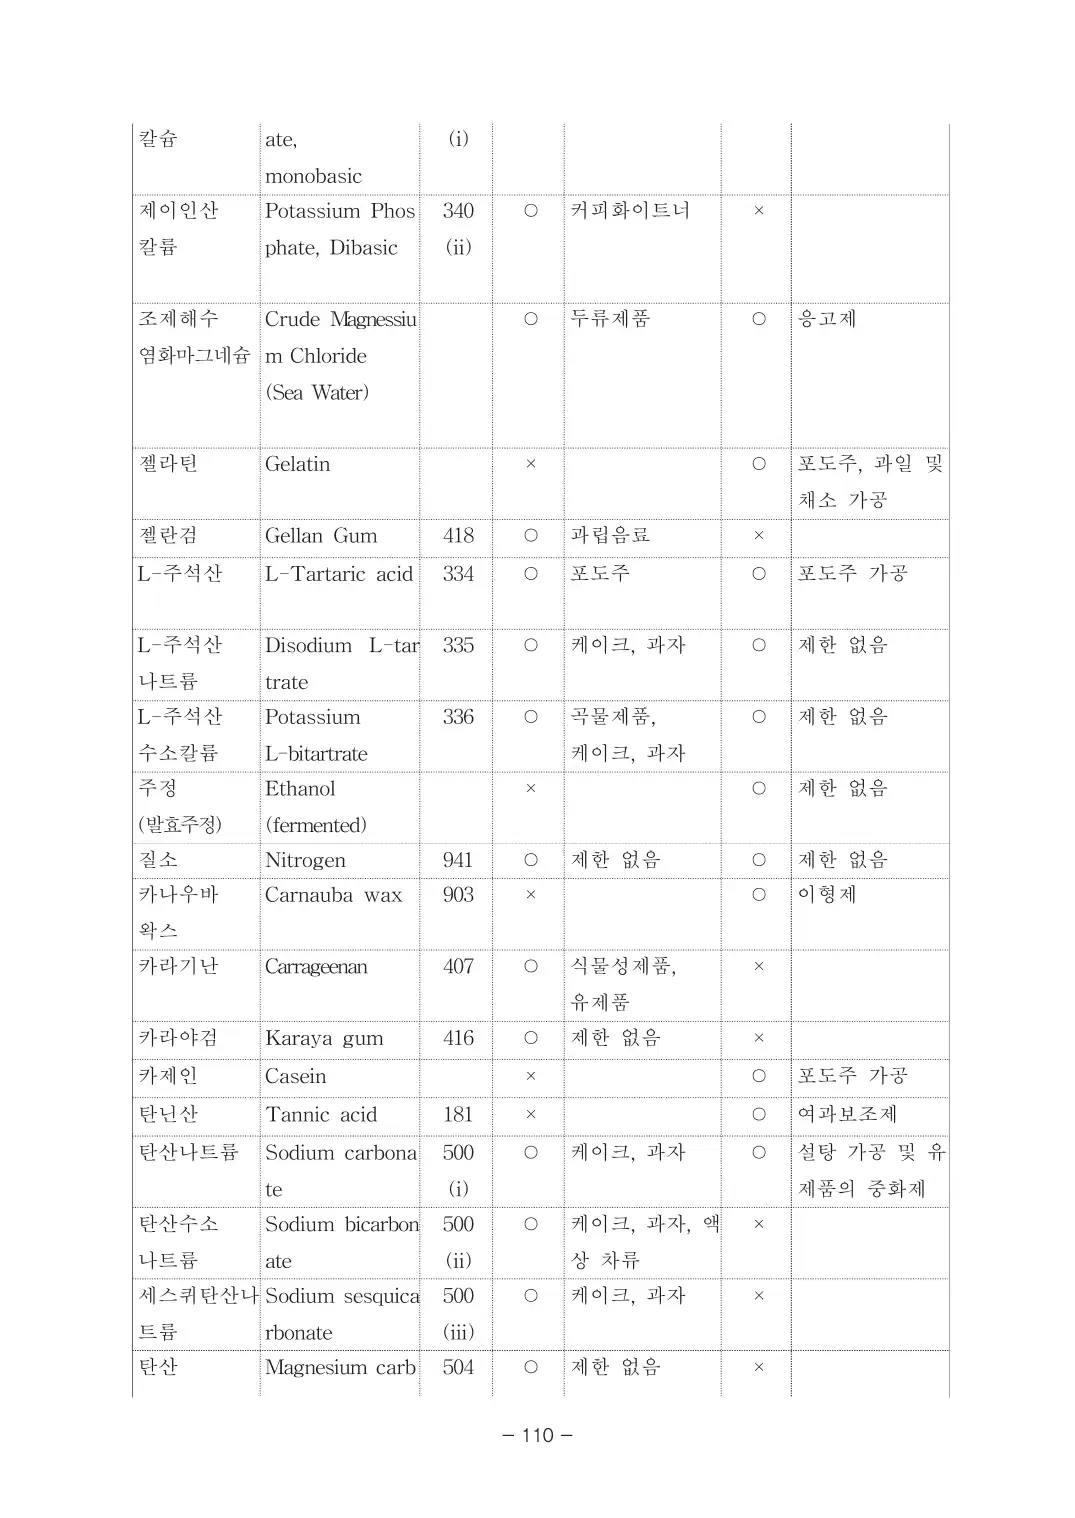 칼슘 ate, (i)
monobasic
제이인산 Potassium Phos 340 ○ 커피화이트너 ×
칼륨 phate, Dibasic (ii)
조제해수 Crude Magnessiu ○ 두류제품 ○ 응고제
염화마그네슘 m Chloride
(Sea Water)
젤라틴 Gelatin × ○ 포도주, 과일 및
채소 가공
젤란검 Gellan Gum 418 ○ 과립음료 ×
L-주석산 L-Tartaric acid 334 ○ 포도주 ○ 포도주 가공
L-주석산 Disodium L-tar 335 ○ 케이크, 과자 ○ 제한 없음
나트륨 trate
L-주석산 Potassium 336 ○ 곡물제품, ○ 제한 없음
수소칼륨 L-bitartrate 케이크, 과자
주정 Ethanol × ○ 제한 없음
(발효주정) (fermented)
질소 Nitrogen 941 ○ 제한 없음 ○ 제한 없음
카나우바 Carnauba wax 903 × ○ 이형제
왁스
카라기난 Carrageenan 407 ○ 식물성제품, ×
유제품
카라야검 Karaya gum 416 ○ 제한 없음 ×
카제인 Casein × ○ 포도주 가공
탄닌산 Tannic acid 181 × ○ 여과보조제
탄산나트륨 Sodium carbona 500 ○ 케이크, 과자 ○ 설탕 가공 및 유
te (i) 제품의 중화제
탄산수소 Sodium bicarbon 500 ○ 케이크, 과자, 액 ×
나트륨 ate (ii) 상 차류
세스퀴탄산나 Sodium sesquica 500 ○ 케이크, 과자 ×
트륨 rbonate (iii)
탄산 Magnesium carb 504 ○ 제한 없음 ×
- 110 -